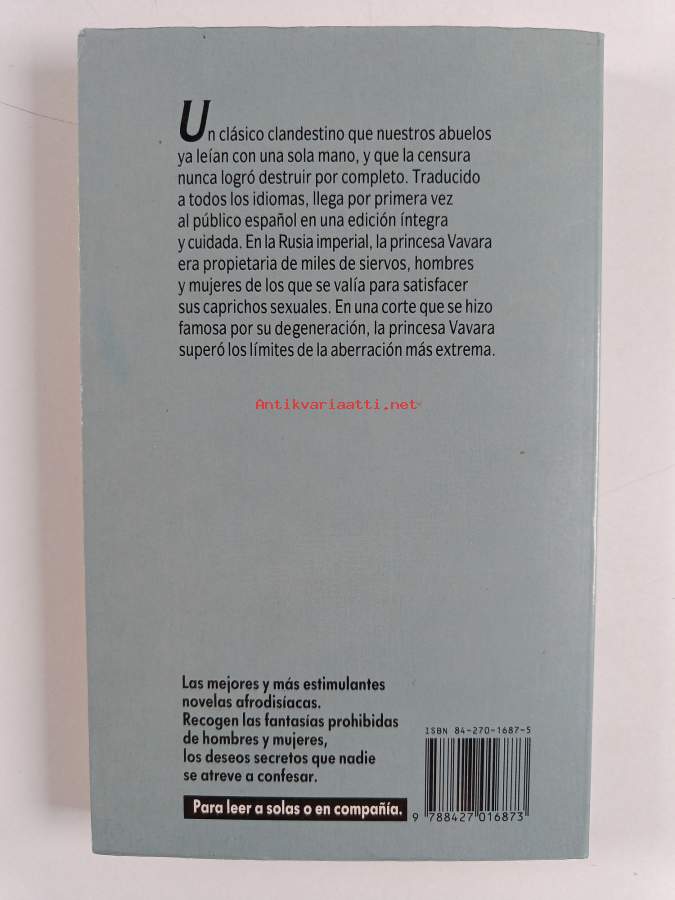 Un clásico clandestino que nuestros abuelos
ya leían con una sola mano, y que la censura
nunca logró destruir por completo. Traducido
a todos los idiomas, llega por primera vez
al público español en una edición íntegra
y cuidada. En la Rusia imperial, la princesa Vavara
era propietaria de miles de siervos, hombres
y mujeres de los que se valía para satisfacer
sus caprichos sexuales. En una corte que se hizo
famosa por su degeneración, la princesa Vavara
superó los límites de la aberración más extrema.
Antikvariaatti.net
Las mejores y más estimulantes
novelas afrodisíacas.
Recogen las fantasías prohibidas
de hombres y mujeres,
los deseos secretos que nadie
se atreve a confesar.
Para leer a solas o en compañía.
ISBN 84-270-1687-5
9 788427 016873